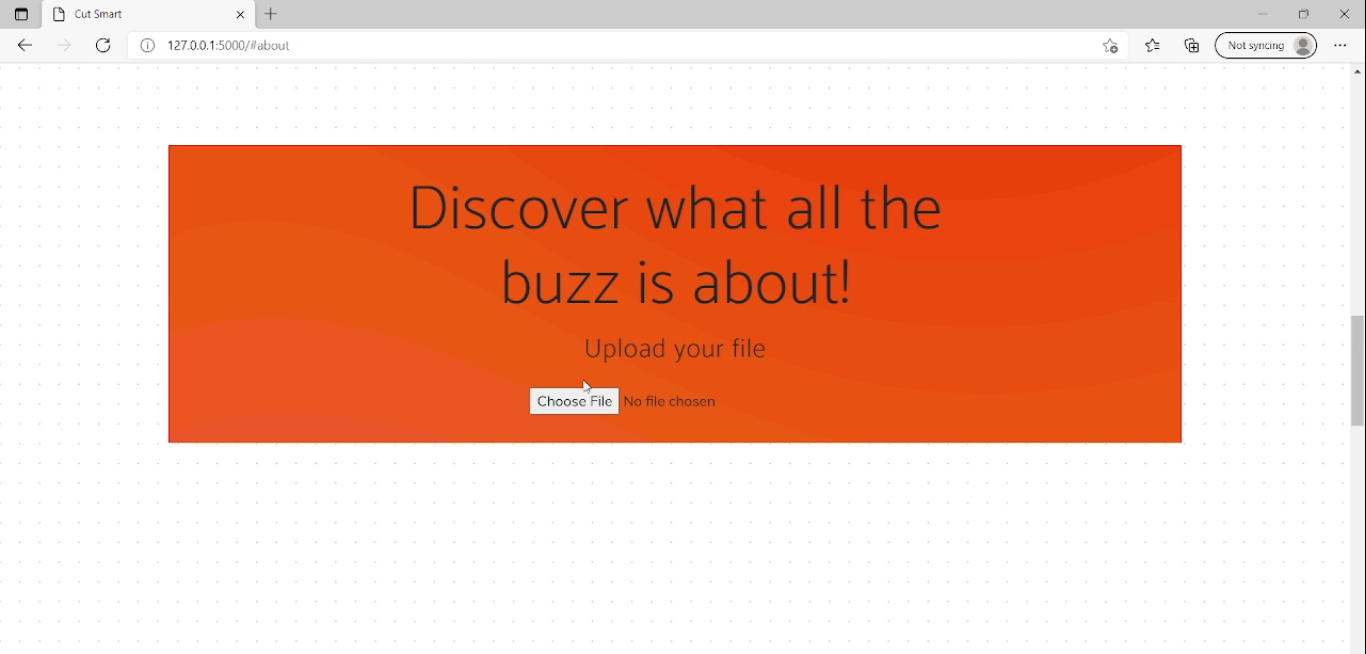 Cut Smart
127.0.0.1:5000/#about
Not syncing
Discover what all the
buzz is about!
Upload your file
Choose File No file chosen